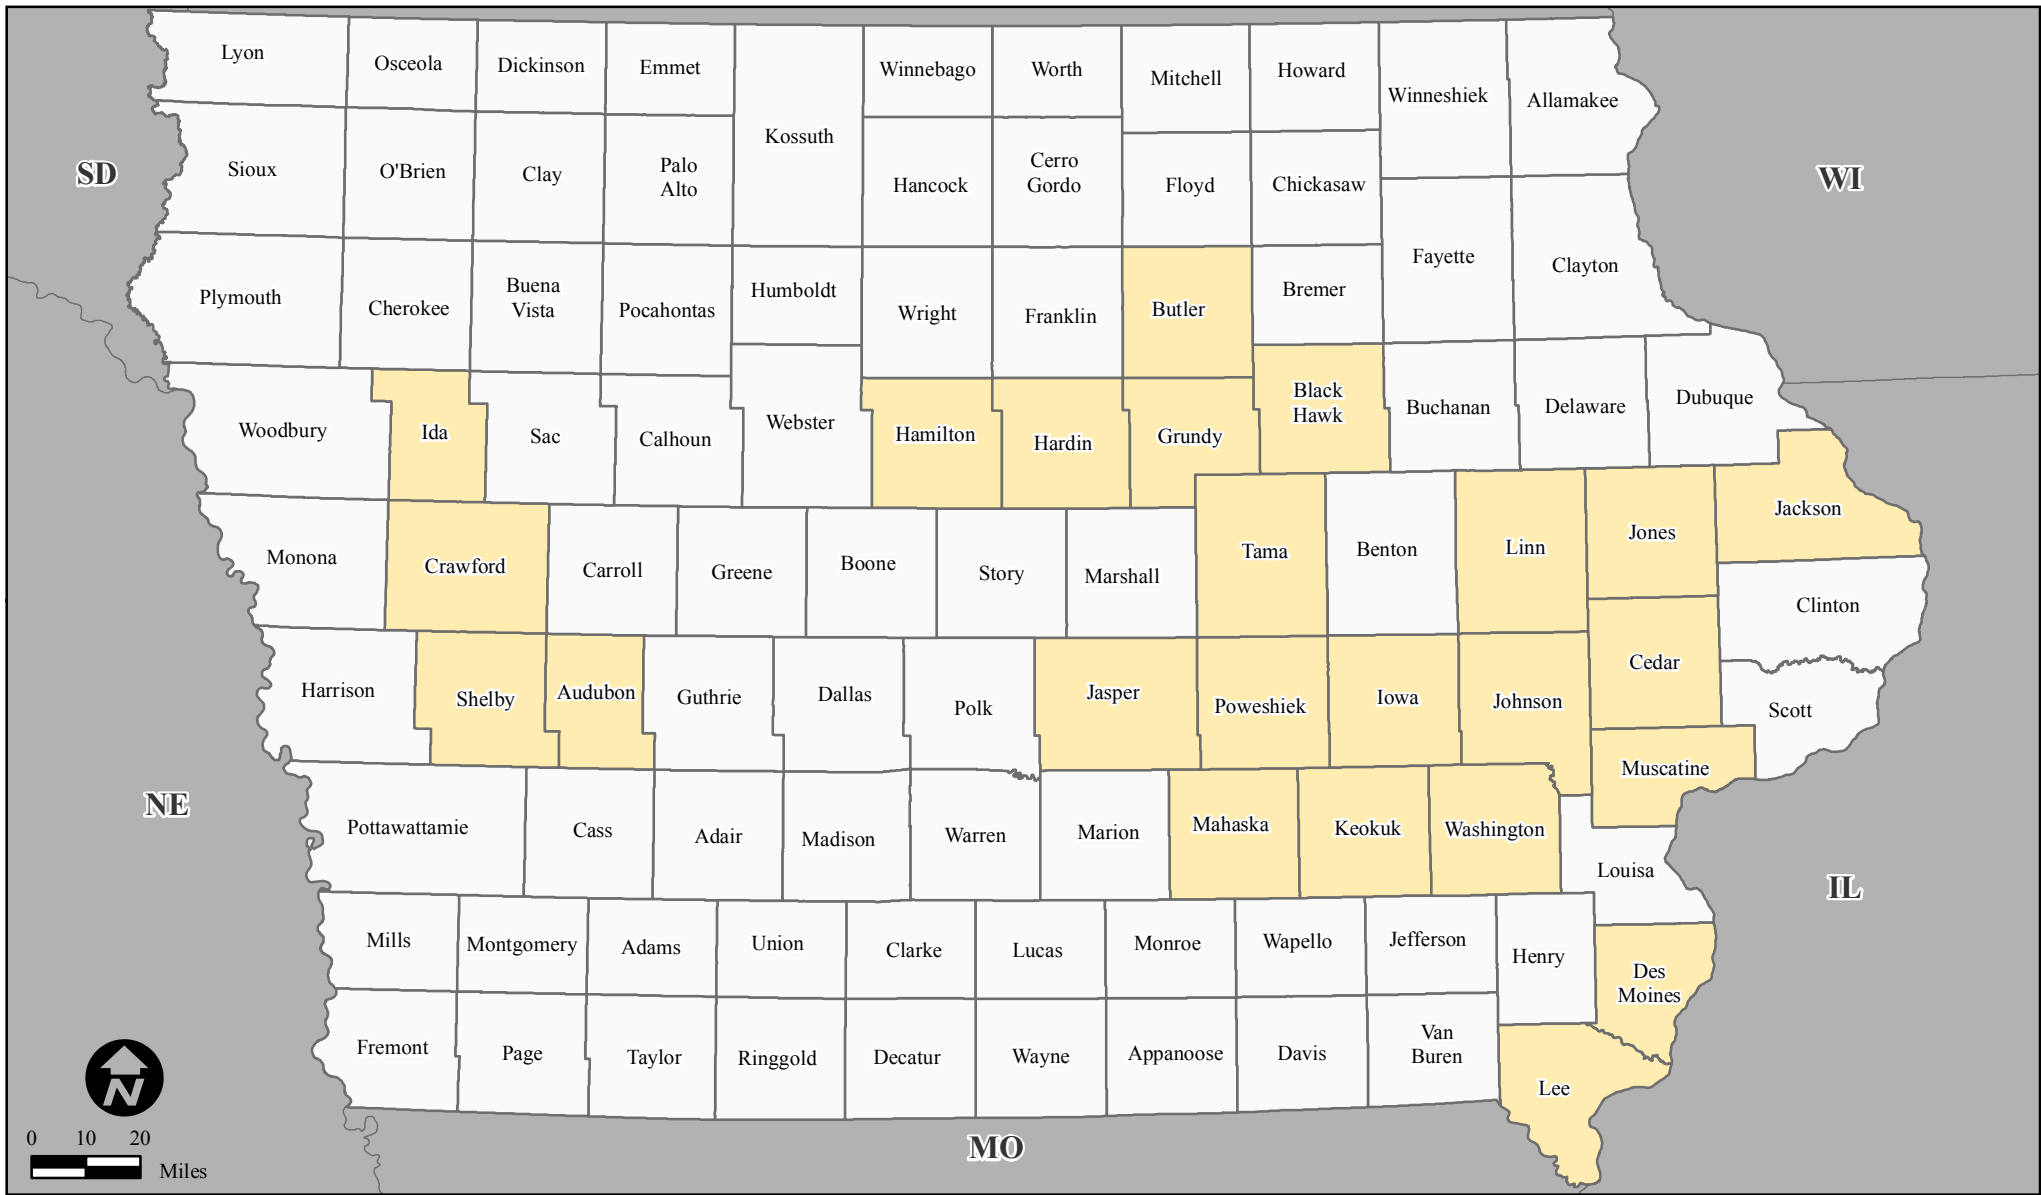 Lyon
Osceola
Dickinson
Emmet
Kossuth
Winnebago
Worth
Mitchell
Howard
Winneshiek
Allamakee
SD
Sioux
O'Brien
Clay
Palo
Alto
Hancock
Cerro
Gordo
Floyd
Chickasaw
WI
Plymouth
Cherokee
Buena
Vista
Pocahontas
Humboldt
Wright
Franklin
Butler
Bremer
Fayette
Clayton
Woodbury
Ida
Sac
Calhoun
Webster
Hamilton
Hardin
Grundy
Black
Hawk
Buchanan
Delaware
Dubuque
Monona
Crawford
Carroll
Greene
Boone
Story
Marshall
Tama
Benton
Linn
Jones
Jackson
Clinton
Harrison
Shelby
Audubon
Guthrie
Dallas
Polk
Jasper
Poweshiek
Iowa
Johnson
Cedar
Scott
NE
Pottawattamie
Cass
Adair
Madison
Warren
Marion
Mahaska
Keokuk
Washington
Muscatine
Louisa
IL
Mills
Montgomery
Adams
Union
Clarke
Lucas
Monroe
Wapello
Jefferson
Henry
Des
Moines
Fremont
Page
Taylor
Ringgold
Decatur
Wayne
Appanoose
Davis
Van
Buren
Lee
N
0 10 20
Miles
MO